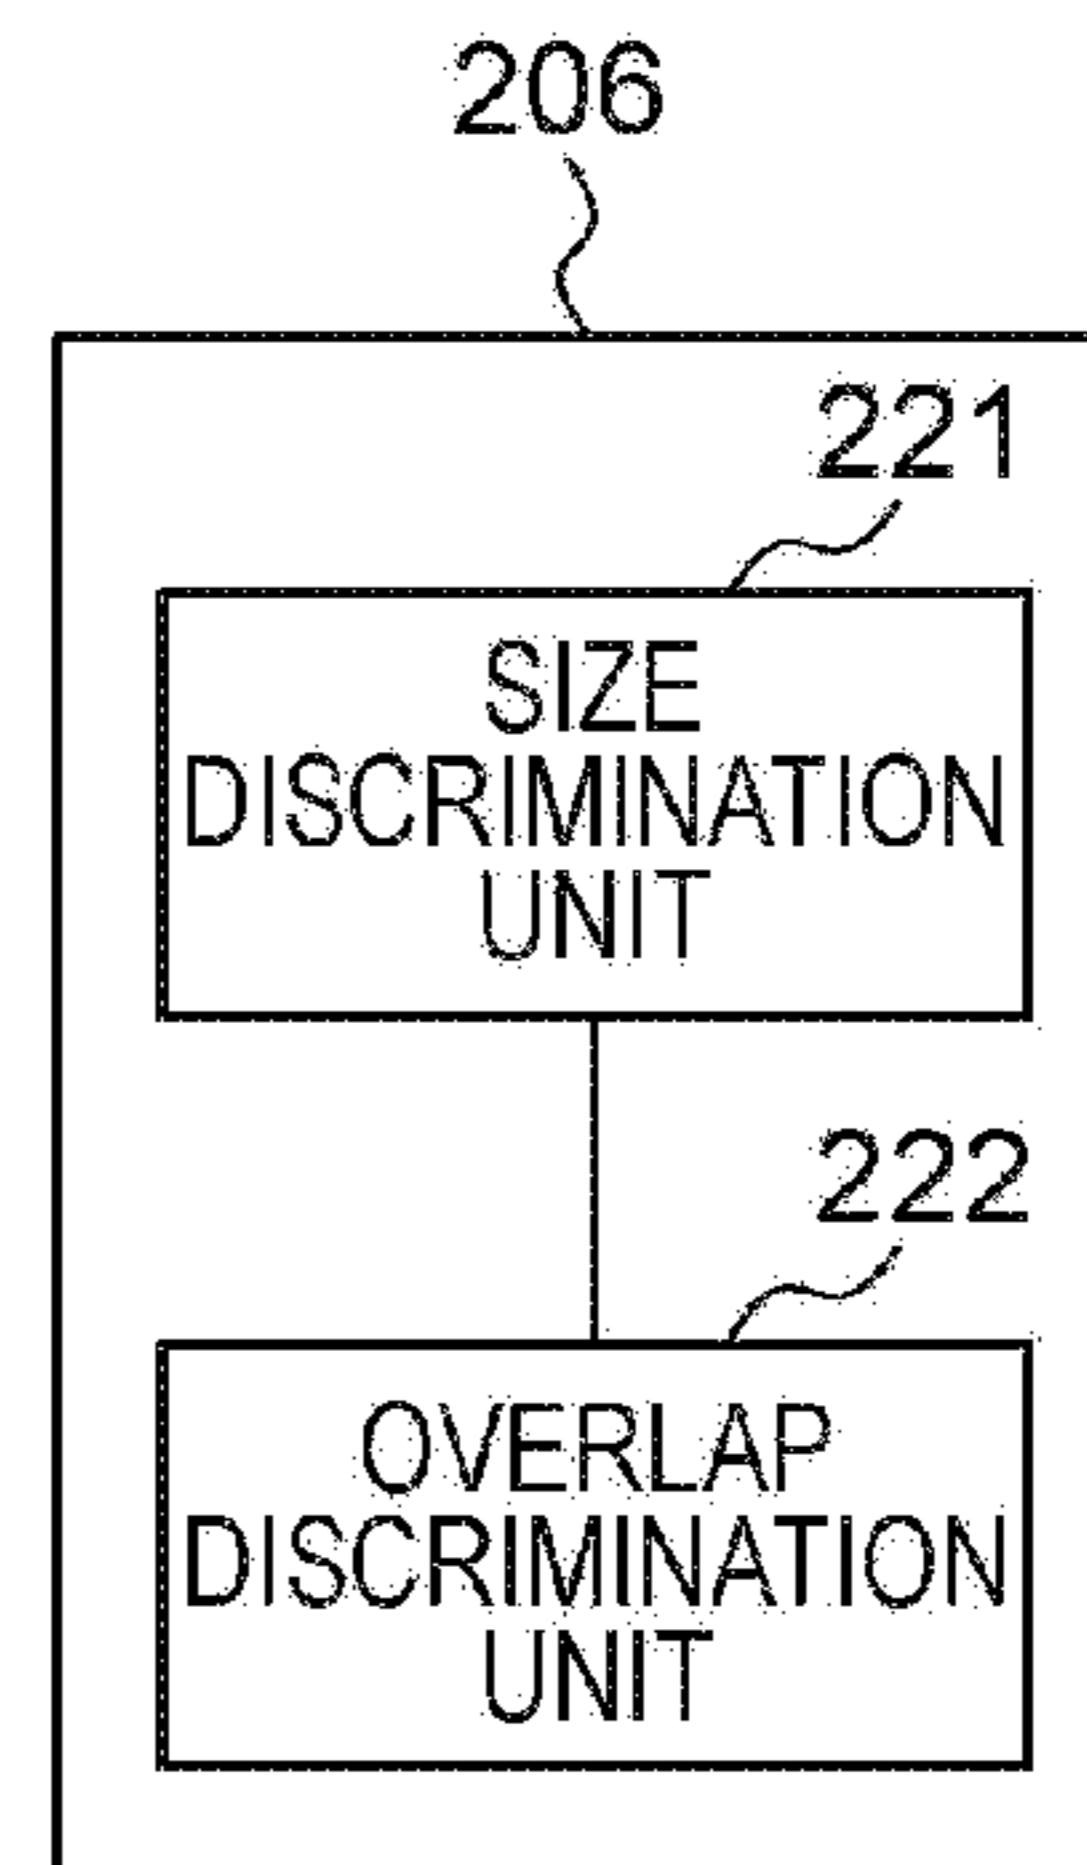 206
221
SIZE
DISCRIMINATION
UNIT
222
OVERLAP
DISCRIMINATION
UNIT